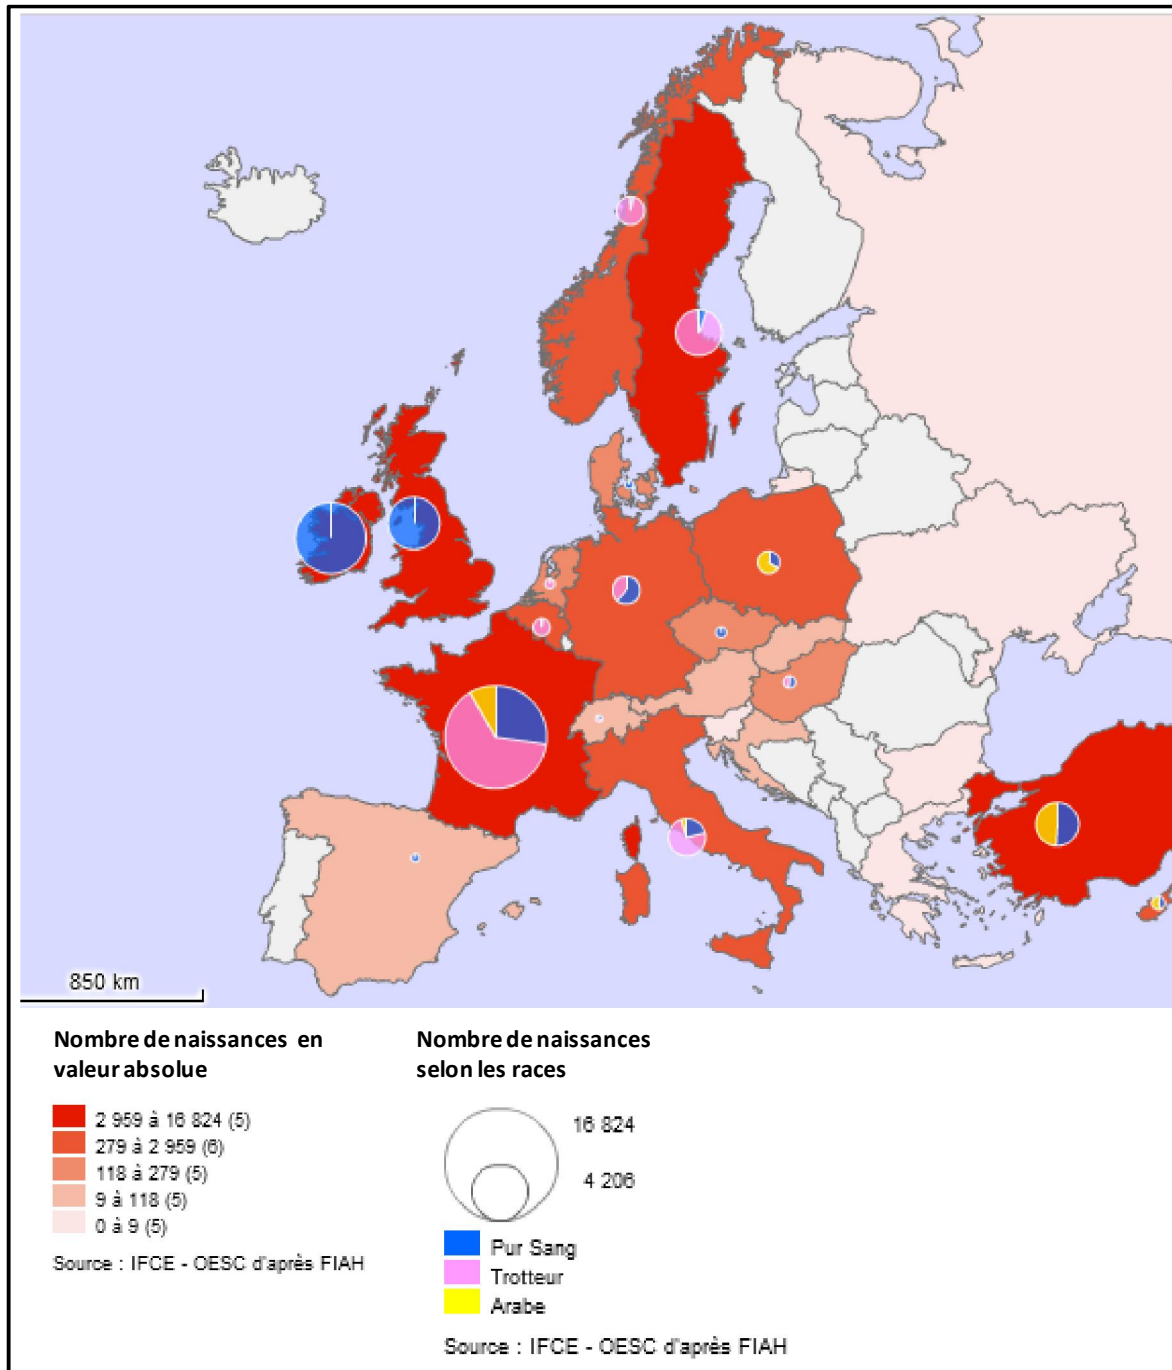 850 km
Nombre de naissances en
valeur absolue
2 959 à 16 824 (5)
279 à 2 959 (6)
118 à 279 (5)
9 à 118 (5)
0 à 9 (5)
Source : IFCE - OESC d'après FIAH
Nombre de naissances
selon les races
16 824
4 206
Pur Sang
Trotteur
Arabe
Source : IFCE - OESC d'après FIAH